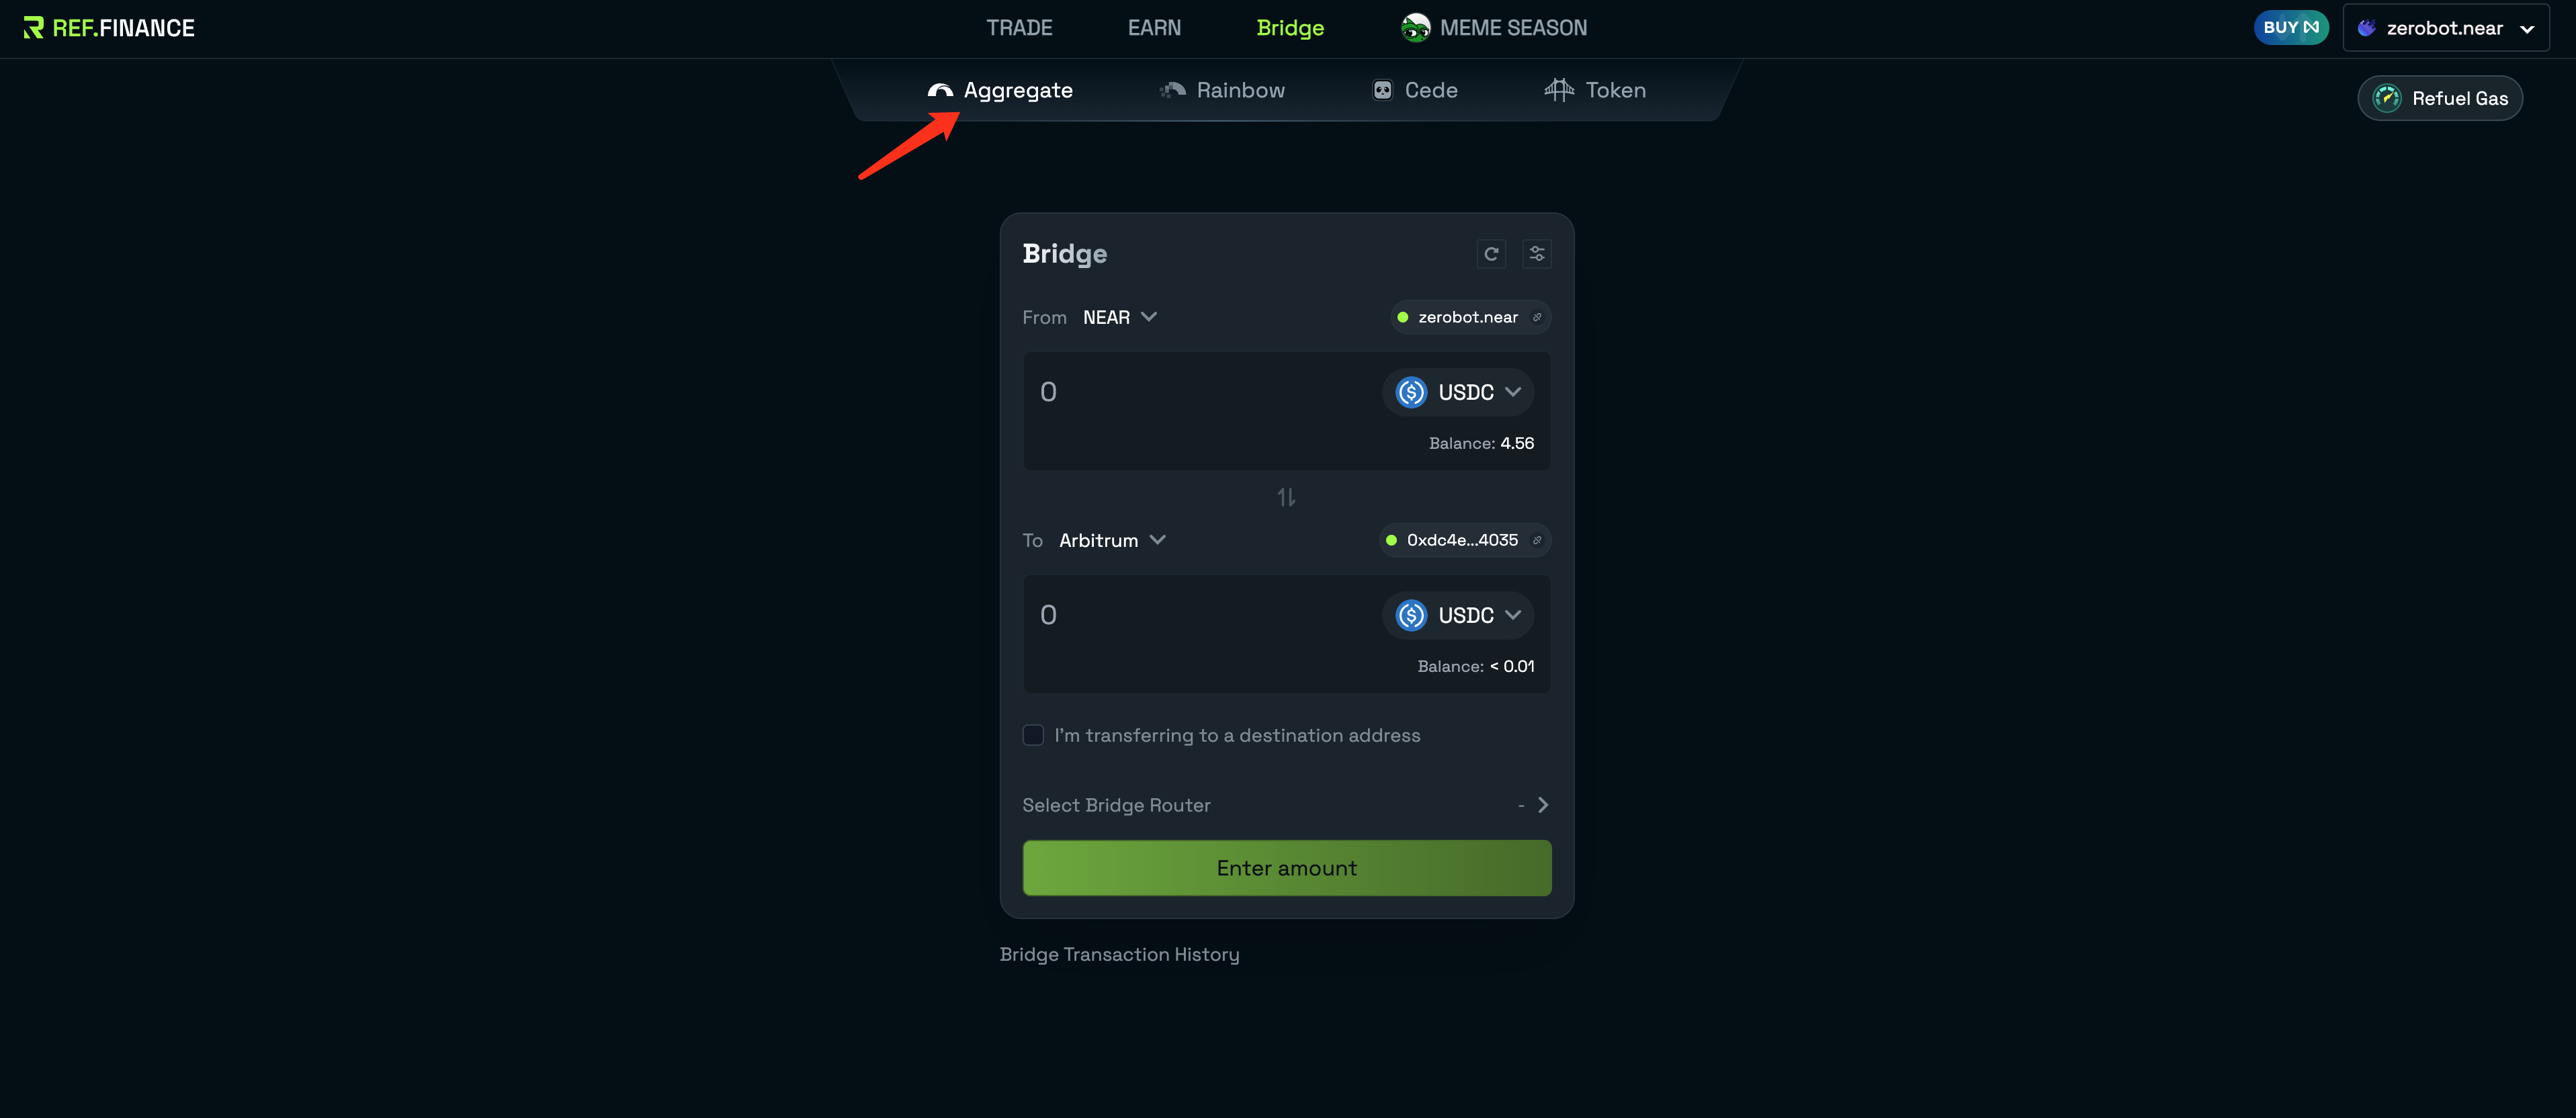 REF.FINANCE
TRADE EARN Bridge MEME SEASON
BUY
zerobot.near
Aggregate Rainbow Cede Token
Refuel Gas
Bridge
From NEAR zerobot.near
0 USDC
Balance: 4.56
To Arbitrum 0xdc4e...4035
0 USDC
Balance: < 0.01
I'm transferring to a destination address
Select Bridge Router -
Enter amount
Bridge Transaction History